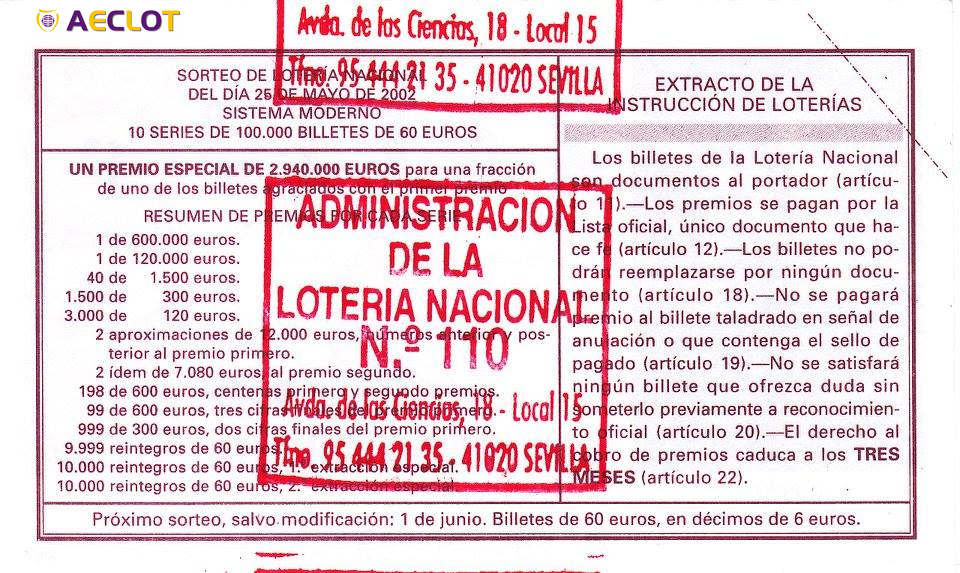 AECLOT
Avda. de las Ciencias, 18 - Local 15
Tfno. 95 444 21 35 - 41020 SEVILLA
SORTEO DE LOTERÍA NACIONAL
DEL DÍA 25 DE MAYO DE 2002
SISTEMA MODERNO
10 SERIES DE 100.000 BILLETES DE 60 EUROS
UN PREMIO ESPECIAL DE 2.940.000 EUROS para una fracción
de uno de los billetes agraciados con el primer premio
RESUMEN DE PREMIOS POR CADA SERIE
1 de 600.000 euros.
1 de 120.000 euros.
40 de 1.500 euros.
1.500 de 300 euros.
3.000 de 120 euros.
2 aproximaciones de 12.000 euros, números anterior y pos-
terior al premio primero.
2 ídem de 7.080 euros, al premio segundo.
198 de 600 euros, centenas primero y segundo premios.
99 de 600 euros, tres cifras finales del premio primero.
999 de 300 euros, dos cifras finales del premio primero.
9.999 reintegros de 60 euros.
10.000 reintegros de 60 euros, 1.ª extracción especial.
10.000 reintegros de 60 euros, 2.ª extracción especial.
ADMINISTRACION
DE LA
LOTERIA NACIONAL
N.º 110
Avda. de las Ciencias, 18 - Local 15
Tfno. 95 444 21 35 - 41020 SEVILLA
EXTRACTO DE LA
INSTRUCCIÓN DE LOTERÍAS
Los billetes de la Lotería Nacional
son documentos al portador (artícu-
lo 11).—Los premios se pagan por la
Lista oficial, único documento que ha-
ce fe (artículo 12).—Los billetes no po-
drán reemplazarse por ningún docu-
mento (artículo 18).—No se pagará
premio al billete taladrado en señal de
anulación o que contenga el sello de
pagado (artículo 19).—No se satisfará
ningún billete que ofrezca duda sin
someterlo previamente a reconocimien-
to oficial (artículo 20).—El derecho al
cobro de premios caduca a los TRES
MESES (artículo 22).
Próximo sorteo, salvo modificación: 1 de junio. Billetes de 60 euros, en décimos de 6 euros.